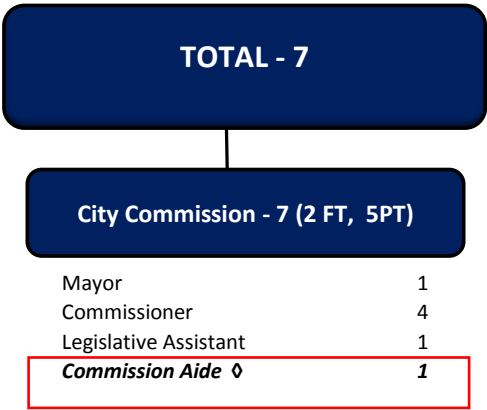 TOTAL - 7
City Commission - 7 (2 FT,  5PT)
Mayor 1
Commissioner 4
Legislative Assistant 1
Commission Aide ◊ 1